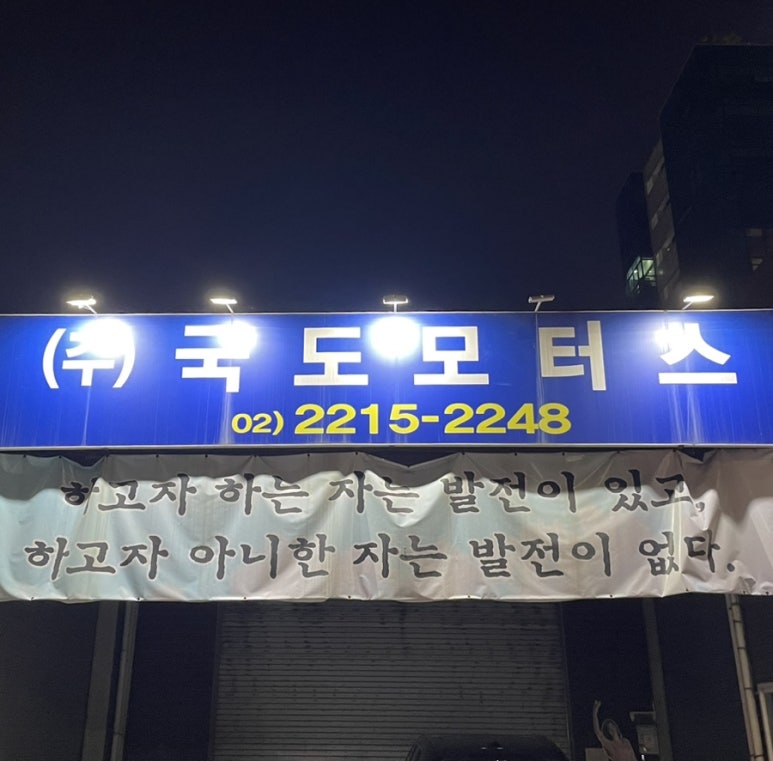 (주)국도모터스
02) 2215-2248
하고자 하는 자는 발전이 있고,
하고자 아니한 자는 발전이 없다.